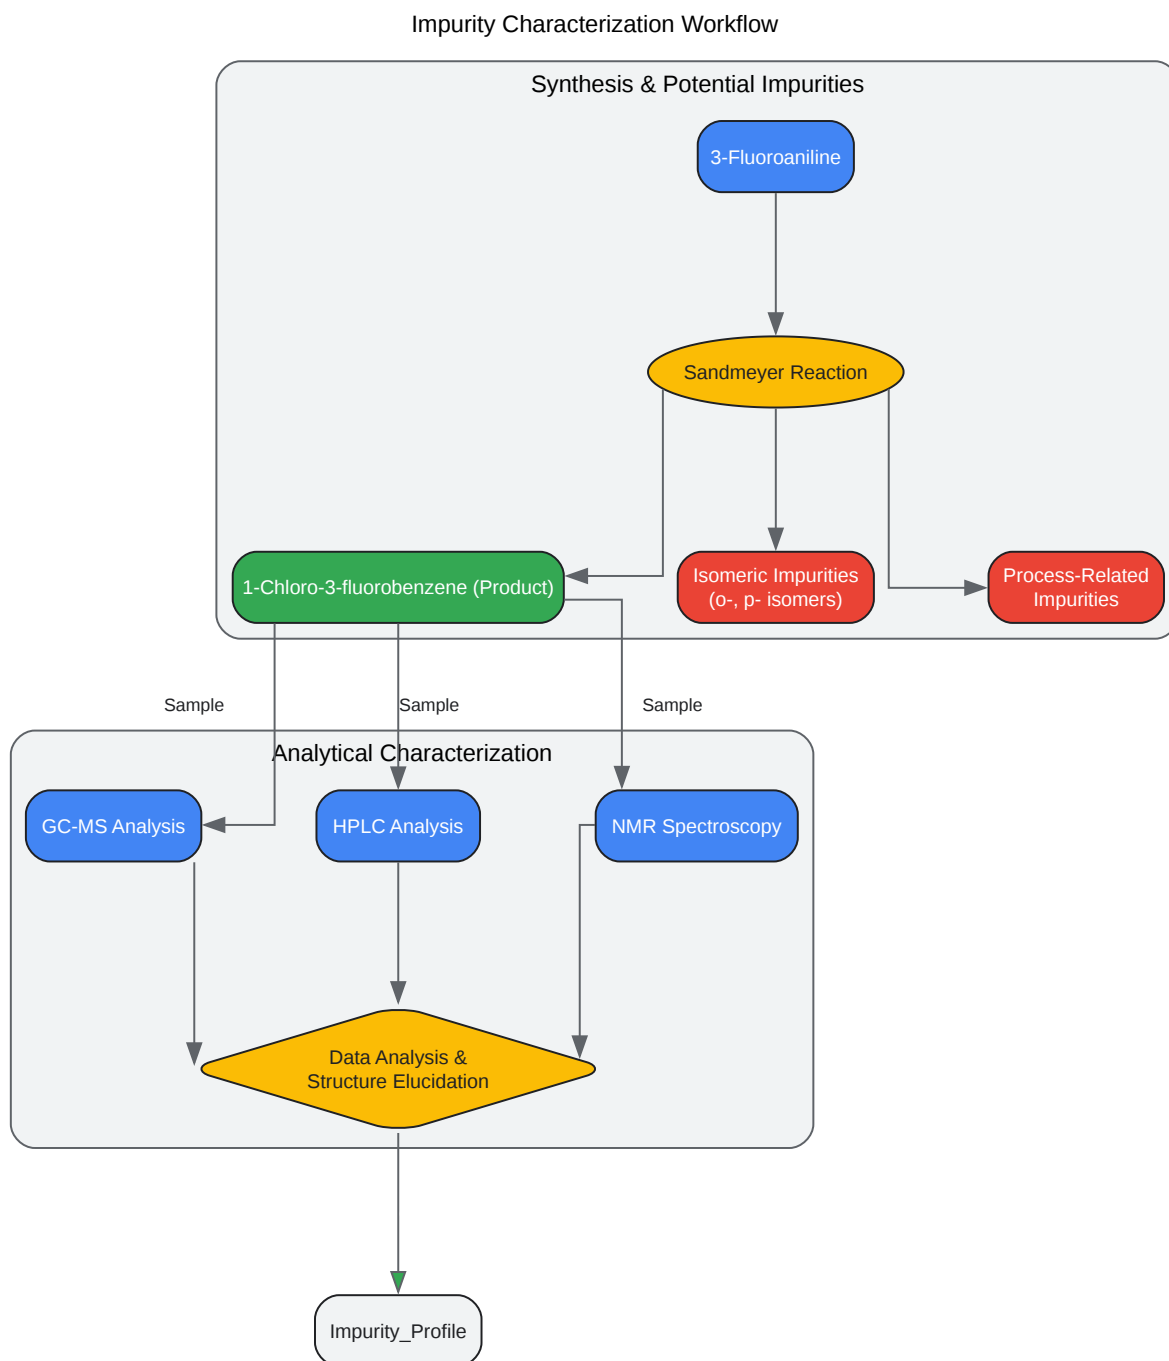 Impurity Characterization Workflow
Synthesis & Potential Impurities
3-Fluoroaniline
Sandmeyer Reaction
1-Chloro-3-fluorobenzene (Product)
Isomeric Impurities
(o-, p- isomers)
Process-Related
Impurities
Sample
Sample
Sample
Analytical Characterization
GC-MS Analysis
HPLC Analysis
NMR Spectroscopy
Data Analysis &
Structure Elucidation
Impurity_Profile